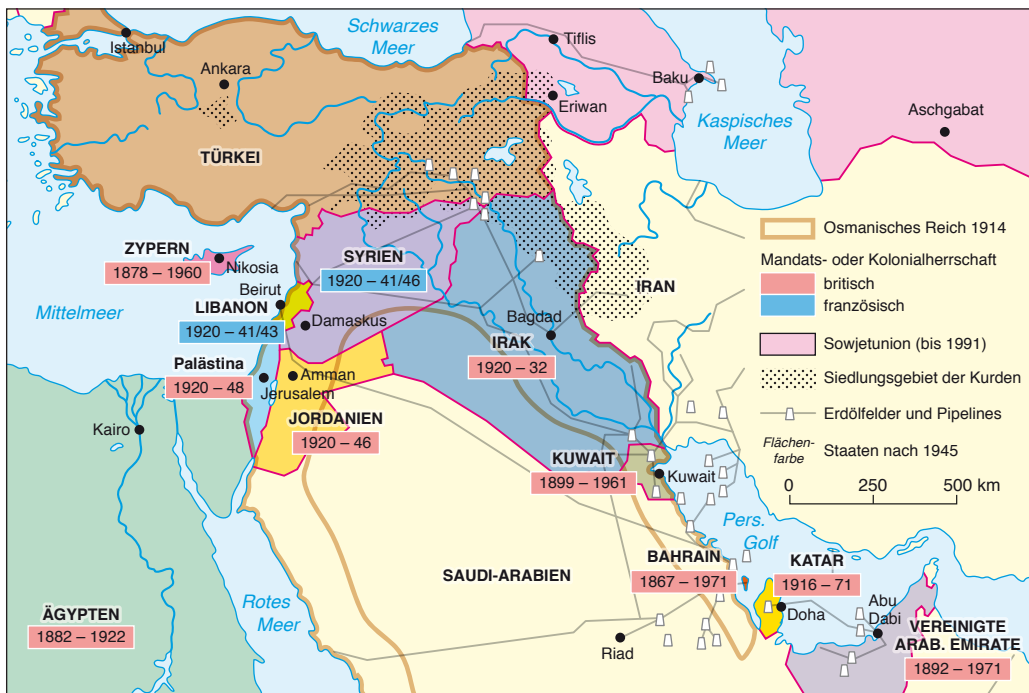 Schwarzes
Meer
Istanbul
Tiflis
Ankara
Baku
Eriwan
Aschgabat
Kaspisches
Meer
TÜRKEI
ZYPERN
1878 – 1960
Nikosia
SYRIEN
1920 – 41/46
Beirut
LIBANON
1920 – 41/43
Damaskus
Mittelmeer
IRAN
Bagdad
IRAK
1920 – 32
Palästina
1920 – 48
Amman
Jerusalem
JORDANIEN
1920 – 46
Kairo
KUWAIT
1899 – 1961
Kuwait
Pers.
Golf
BAHRAIN
1867 – 1971
KATAR
1916 – 71
Doha
Abu
Dabi
VEREINIGTE
ARAB. EMIRATE
1892 – 1971
SAUDI-ARABIEN
Riad
Rotes
Meer
ÄGYPTEN
1882 – 1922
Osmanisches Reich 1914
Mandats- oder Kolonialherrschaft
britisch
französisch
Sowjetunion (bis 1991)
Siedlungsgebiet der Kurden
Erdölfelder und Pipelines
Flächen-
farbe
Staaten nach 1945
0 250 500 km